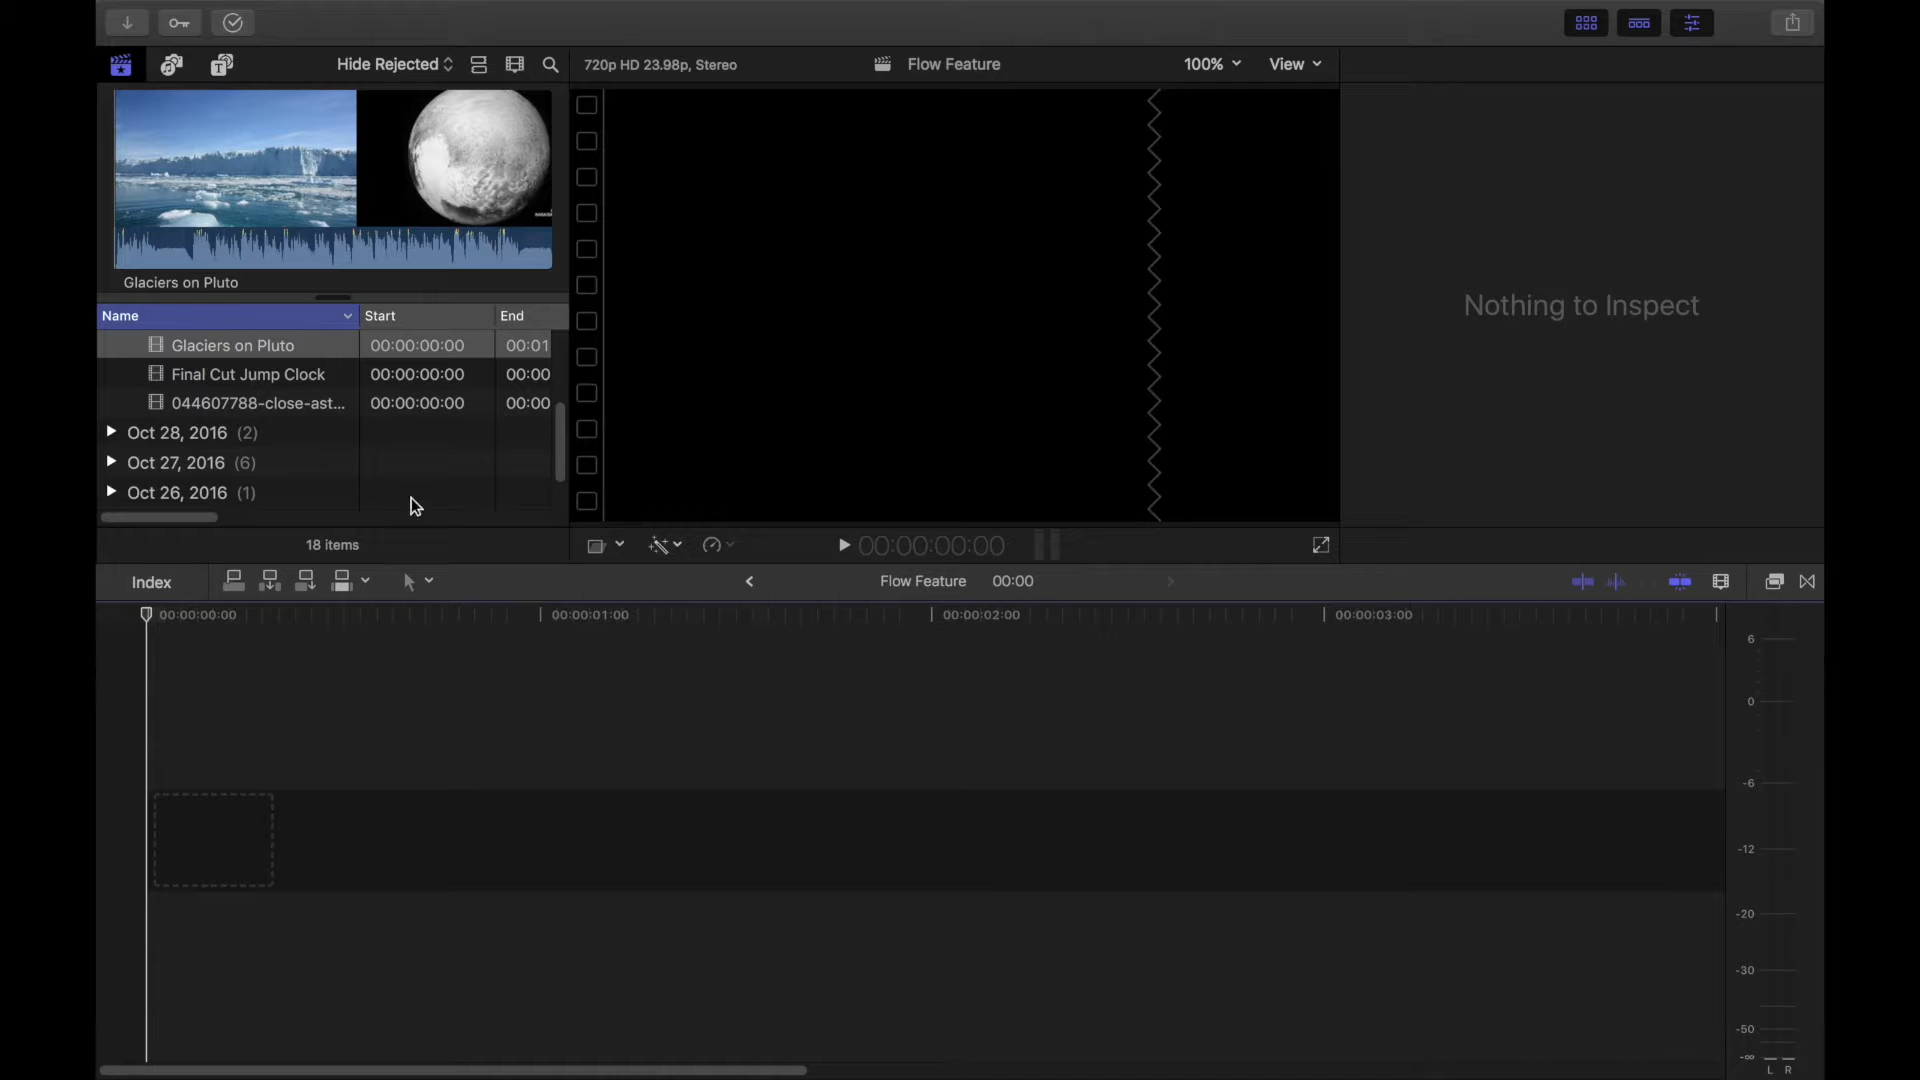 Hide Rejected
720p HD 23.98p, Stereo
Flow Feature
100%
View
Glaciers on Pluto
Nothing to Inspect
Name
Start
End
Glaciers on Pluto
00:00:00:00
00:01
Final Cut Jump Clock
00:00:00:00
00:00
044607788-close-ast...
00:00:00:00
00:00
Oct 28, 2016 (2)
Oct 27, 2016 (6)
Oct 26, 2016 (1)
18 items
00:00:00:00
Index
Flow Feature
00:00
00:00:00:00
00:00:01:00
00:00:02:00
00:00:03:00
6
0
-6
-12
-20
-30
-50
-∞
L R